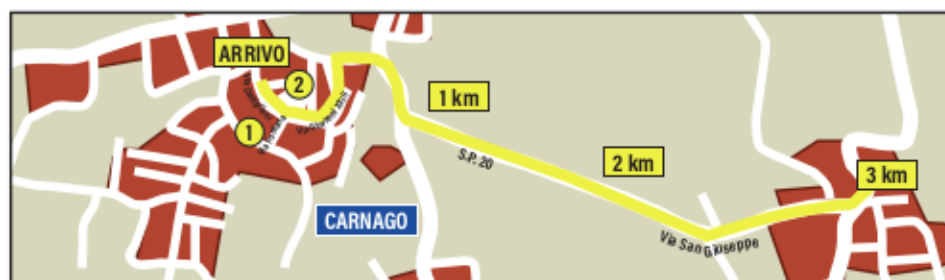 ARRIVO
2
1 km
1
S.P. 20
2 km
3 km
CARNAGO
Via San Giuseppe